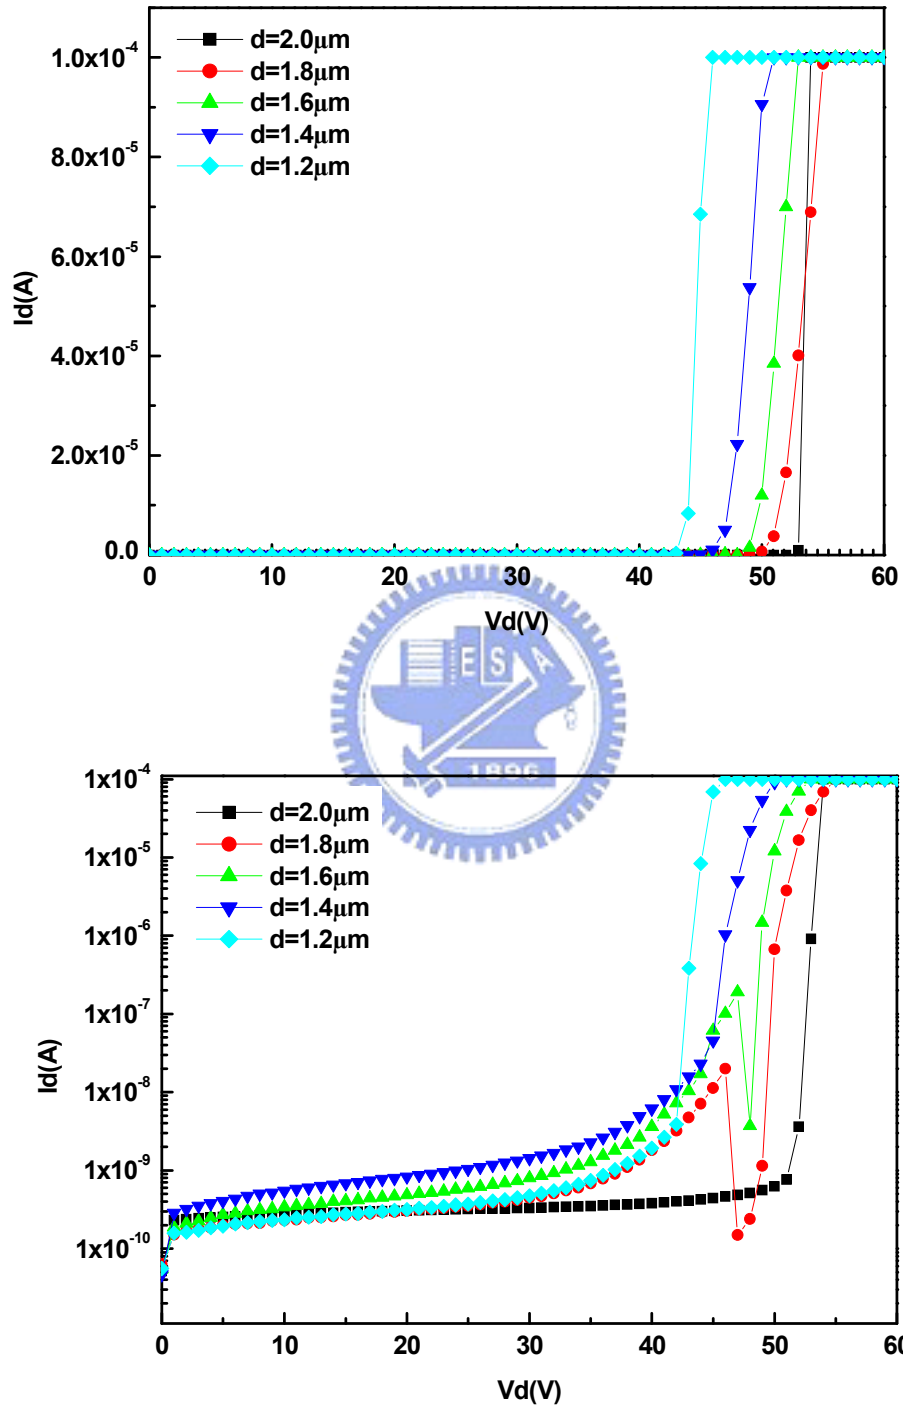 d=2.0μm
d=1.8μm
d=1.6μm
d=1.4μm
d=1.2μm
1.0x10⁻⁴
8.0x10⁻⁵
6.0x10⁻⁵
4.0x10⁻⁵
2.0x10⁻⁵
0.0
Id(A)
0 10 20 30 40 50 60
Vd(V)
E S A
1896
d=2.0μm
d=1.8μm
d=1.6μm
d=1.4μm
d=1.2μm
1x10⁻⁴
1x10⁻⁵
1x10⁻⁶
1x10⁻⁷
1x10⁻⁸
1x10⁻⁹
1x10⁻¹⁰
Id(A)
0 10 20 30 40 50 60
Vd(V)